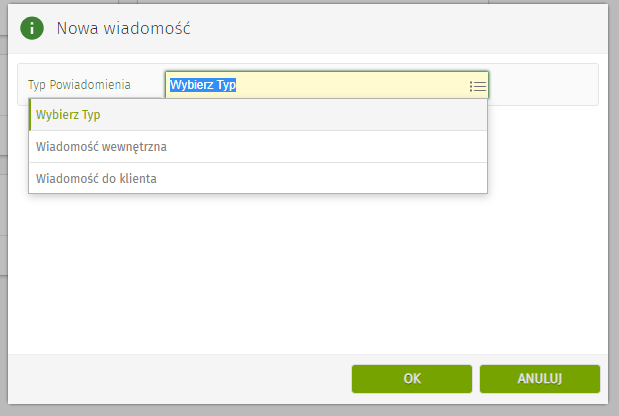 Nowa wiadomość
Typ Powiadomienia Wybierz Typ
Wybierz Typ
Wiadomość wewnętrzna
Wiadomość do klienta
OK ANULUJ